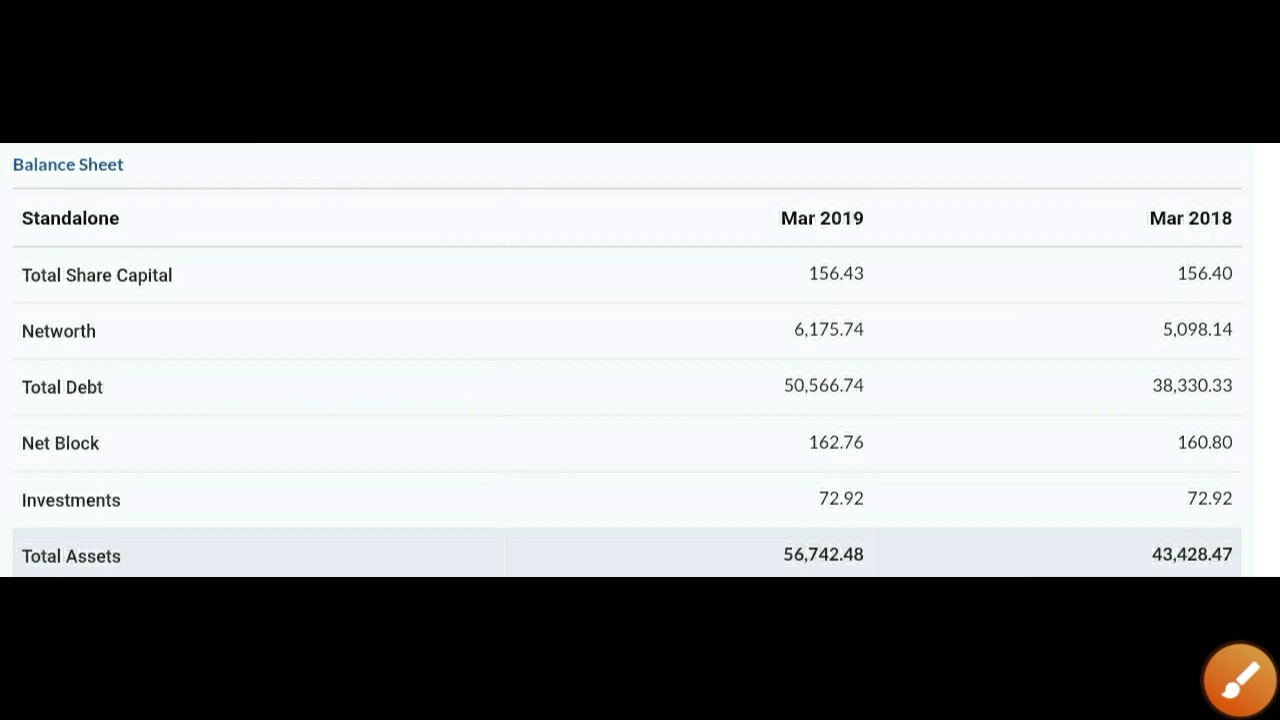 Balance Sheet
Standalone Mar 2019 Mar 2018
Total Share Capital 156.43 156.40
Networth 6,175.74 5,098.14
Total Debt 50,566.74 38,330.33
Net Block 162.76 160.80
Investments 72.92 72.92
Total Assets 56,742.48 43,428.47